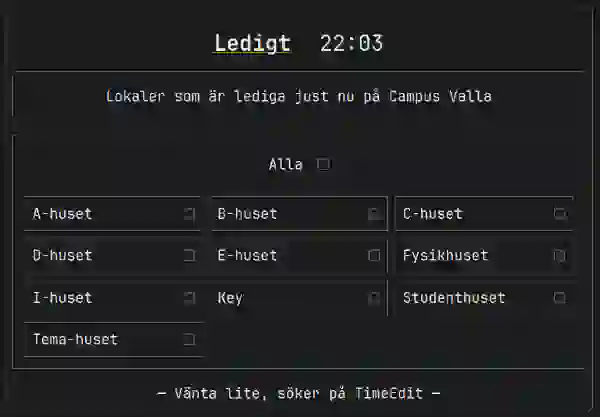 Ledigt 22:03
Lokaler som är lediga just nu på Campus Valla
Alla
A-huset B-huset C-huset
D-huset E-huset Fysikhuset
I-huset Key Studenthuset
Tema-huset
— Vänta lite, söker på TimeEdit —